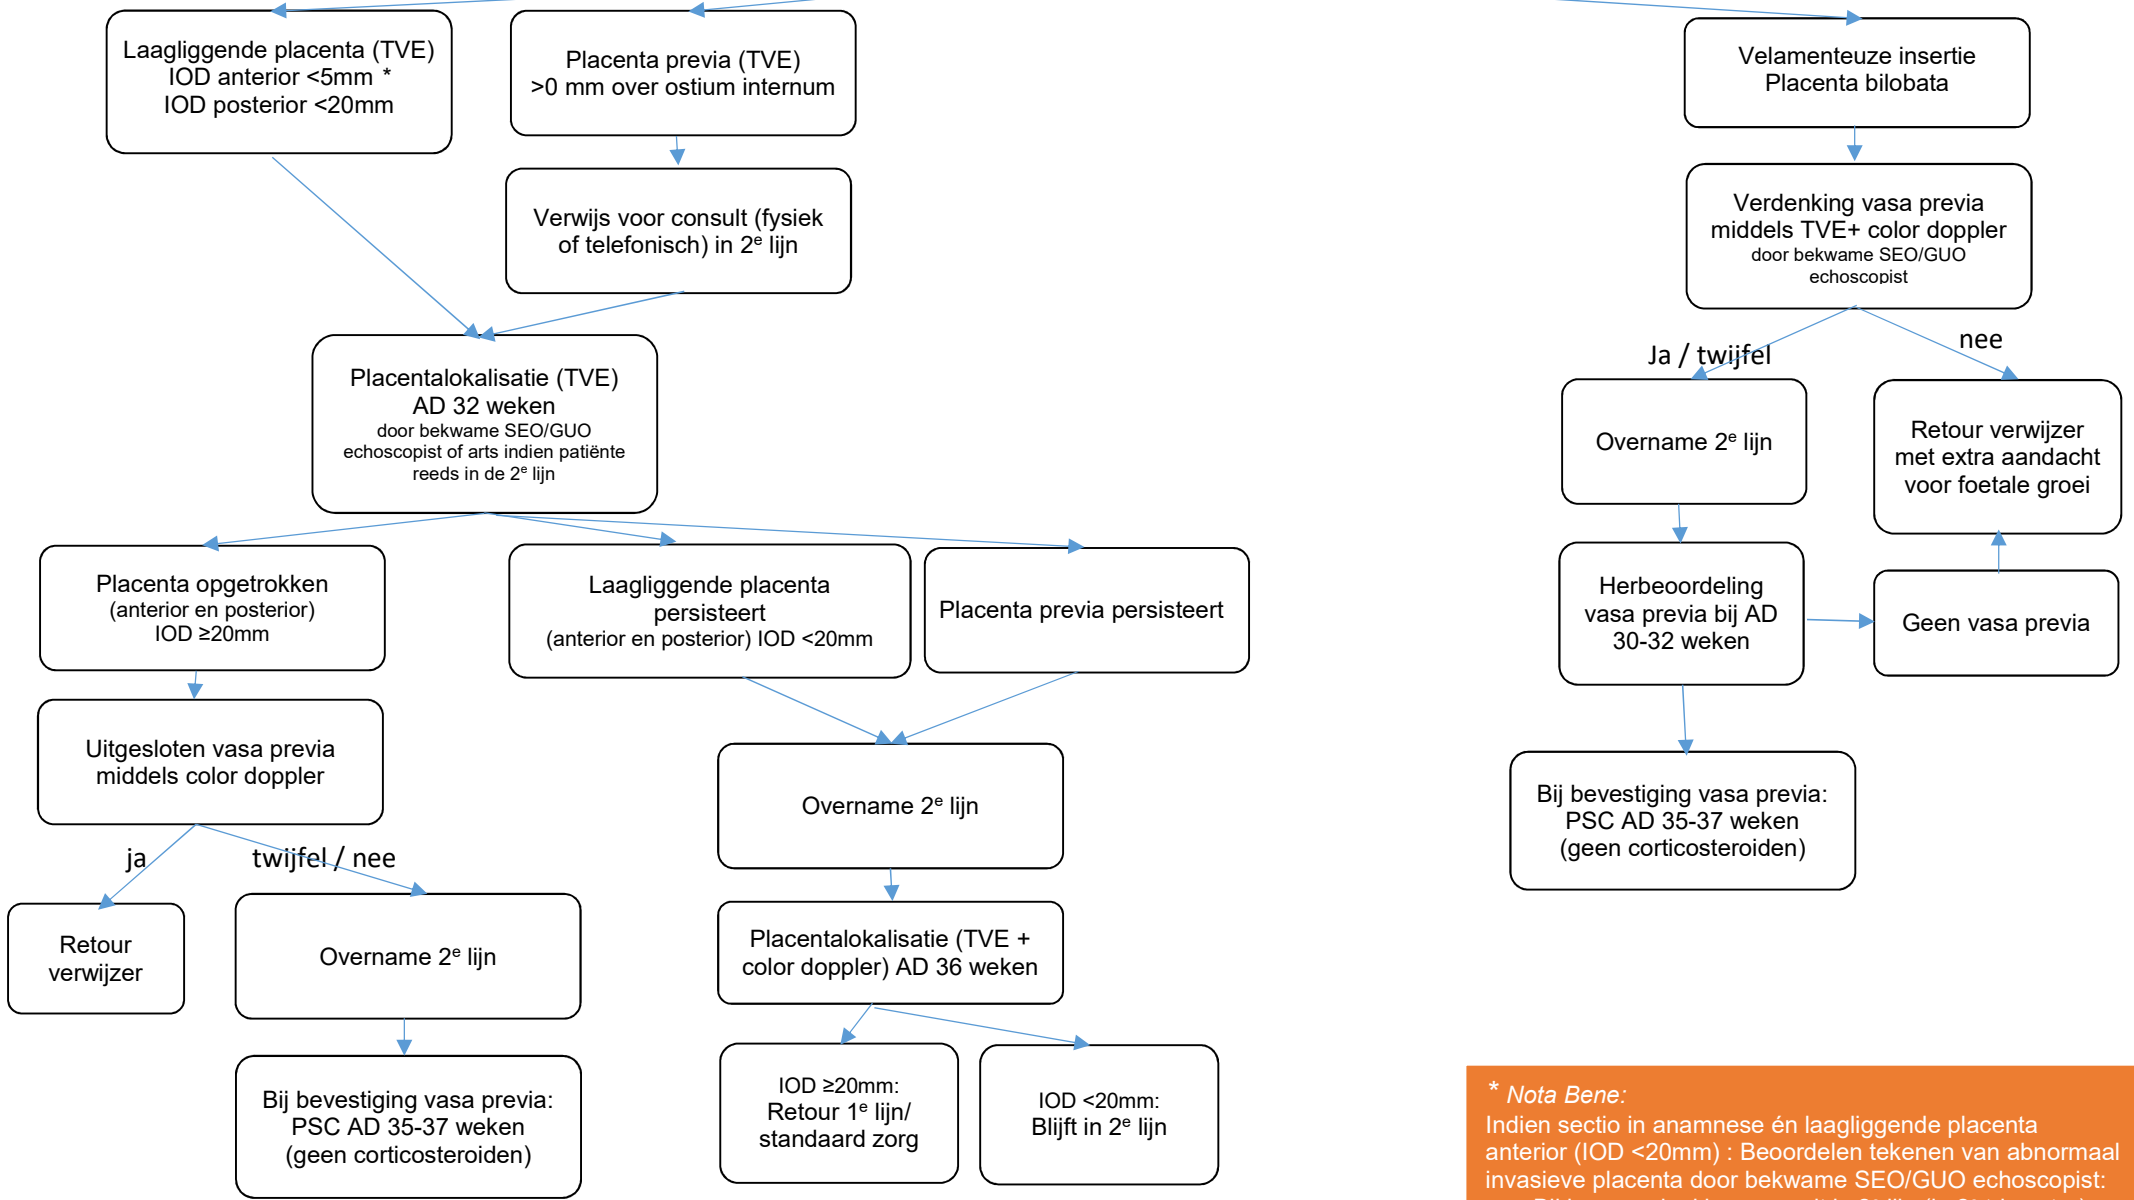 Laagliggende placenta (TVE)
IOD anterior <5mm *
IOD posterior <20mm
Placenta previa (TVE)
>0 mm over ostium internum
Velamenteuze insertie
Placenta bilobata
Verwijs voor consult (fysiek
of telefonisch) in 2e lijn
Verdenking vasa previa
middels TVE+ color doppler
door bekwame SEO/GUO
echoscopist
Ja / twijfel
nee
Placentalokalisatie (TVE)
AD 32 weken
door bekwame SEO/GUO
echoscopist of arts indien patiënte
reeds in de 2e lijn
Overname 2e lijn
Retour verwijzer
met extra aandacht
voor foetale groei
Placenta opgetrokken
(anterior en posterior)
IOD ≥20mm
Laagliggende placenta
persisteert
(anterior en posterior) IOD <20mm
Placenta previa persisteert
Herbeoordeling
vasa previa bij AD
30-32 weken
Geen vasa previa
Uitgesloten vasa previa
middels color doppler
Overname 2e lijn
Bij bevestiging vasa previa:
PSC AD 35-37 weken
(geen corticosteroiden)
ja
twijfel / nee
Retour
verwijzer
Overname 2e lijn
Placentalokalisatie (TVE +
color doppler) AD 36 weken
Bij bevestiging vasa previa:
PSC AD 35-37 weken
(geen corticosteroiden)
IOD ≥20mm:
Retour 1e lijn/
standaard zorg
IOD <20mm:
Blijft in 2e lijn
* Nota Bene:
Indien sectio in anamnese én laagliggende placenta
anterior (IOD <20mm) : Beoordelen tekenen van abnormaal
invasieve placenta door bekwame SEO/GUO echoscopist: